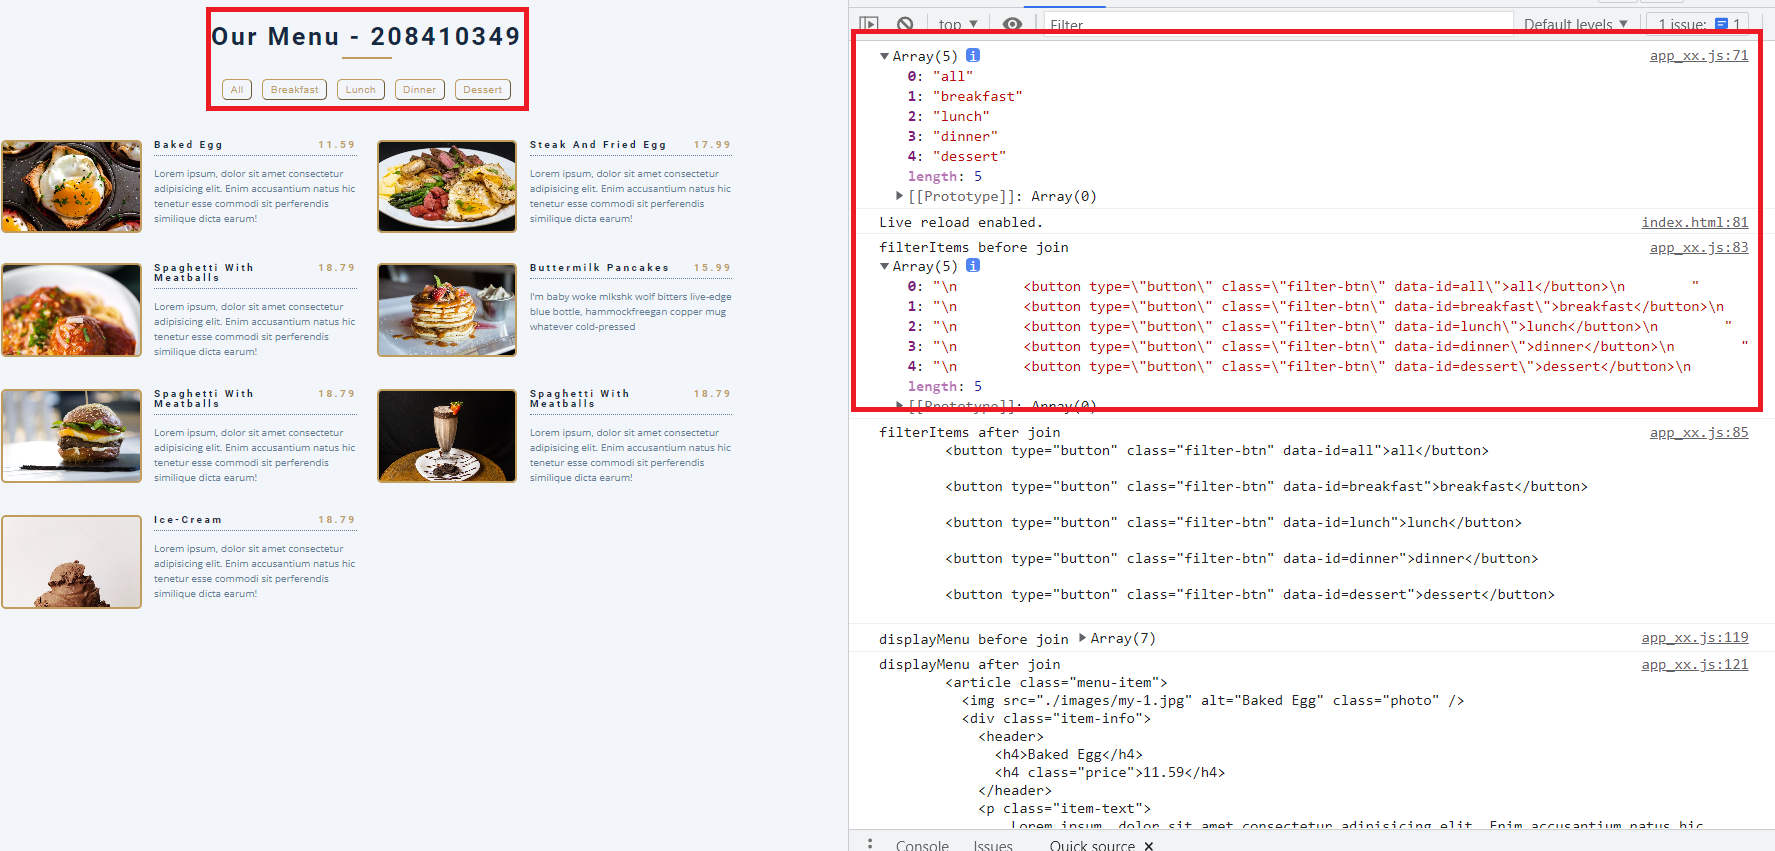 Our Menu - 208410349
All Breakfast Lunch Dinner Dessert
Baked Egg 11.59
Lorem ipsum, dolor sit amet consectetur
adipisicing elit. Enim accusantium natus hic
tenetur esse commodi sit perferendis
similique dicta earum!
Steak And Fried Egg 17.99
Lorem ipsum, dolor sit amet consectetur
adipisicing elit. Enim accusantium natus hic
tenetur esse commodi sit perferendis
similique dicta earum!
Spaghetti With
Meatballs 18.79
Lorem ipsum, dolor sit amet consectetur
adipisicing elit. Enim accusantium natus hic
tenetur esse commodi sit perferendis
similique dicta earum!
Buttermilk Pancakes 15.99
I'm baby woke mlkshk wolf bitters live-edge
blue bottle, hammockfreegan copper mug
whatever cold-pressed
Spaghetti With
Meatballs 18.79
Lorem ipsum, dolor sit amet consectetur
adipisicing elit. Enim accusantium natus hic
tenetur esse commodi sit perferendis
similique dicta earum!
Spaghetti With
Meatballs 18.79
Lorem ipsum, dolor sit amet consectetur
adipisicing elit. Enim accusantium natus hic
tenetur esse commodi sit perferendis
similique dicta earum!
Ice-Cream 18.79
Lorem ipsum, dolor sit amet consectetur
adipisicing elit. Enim accusantium natus hic
tenetur esse commodi sit perferendis
similique dicta earum!
top Filter Default levels 1 issue: 1
Array(5) app_xx.js:71
0: "all"
1: "breakfast"
2: "lunch"
3: "dinner"
4: "dessert"
length: 5
[[Prototype]]: Array(0)
Live reload enabled. index.html:81
filterItems before join app_xx.js:83
Array(5)
0: "\n <button type=\"button\" class=\"filter-btn\" data-id=all\">all</button>\n "
1: "\n <button type=\"button\" class=\"filter-btn\" data-id=breakfast\">breakfast</button>\n
2: "\n <button type=\"button\" class=\"filter-btn\" data-id=lunch\">lunch</button>\n "
3: "\n <button type=\"button\" class=\"filter-btn\" data-id=dinner\">dinner</button>\n "
4: "\n <button type=\"button\" class=\"filter-btn\" data-id=dessert\">dessert</button>\n
length: 5
[[Prototype]]: Array(0)
filterItems after join app_xx.js:85
<button type="button" class="filter-btn" data-id=all">all</button>
<button type="button" class="filter-btn" data-id=breakfast">breakfast</button>
<button type="button" class="filter-btn" data-id=lunch">lunch</button>
<button type="button" class="filter-btn" data-id=dinner">dinner</button>
<button type="button" class="filter-btn" data-id=dessert">dessert</button>
displayMenu before join Array(7) app_xx.js:119
displayMenu after join app_xx.js:121
<article class="menu-item">
<img src="./images/my-1.jpg" alt="Baked Egg" class="photo" />
<div class="item-info">
<header>
<h4>Baked Egg</h4>
<h4 class="price">11.59</h4>
</header>
<p class="item-text">
Lorem ipsum, dolor sit amet consectetur adipisicing elit. Enim accusantium natus hic
Console Issues Quick source ×